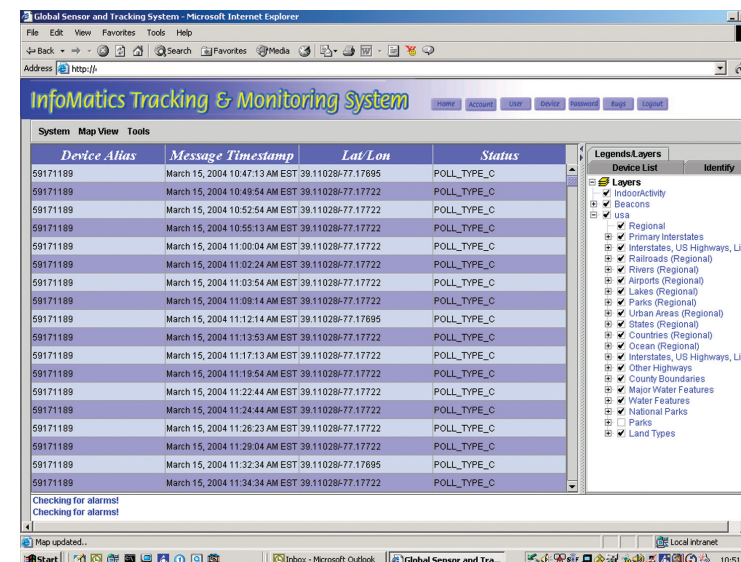 Global Sensor and Tracking System - Microsoft Internet Explorer
File Edit View Favorites Tools Help
Back Search Favorites Media
Address http://
InfoMatics Tracking & Monitoring System Home Account User Device Password Bugs Logout
System Map View Tools
Device Alias Message Timestamp Lat/Lon Status
59171189 March 15, 2004 10:47:13 AM EST 39.11028/-77.17695 POLL_TYPE_C
59171189 March 15, 2004 10:49:54 AM EST 39.11028/-77.17722 POLL_TYPE_C
59171189 March 15, 2004 10:52:54 AM EST 39.11028/-77.17722 POLL_TYPE_C
59171189 March 15, 2004 10:55:13 AM EST 39.11028/-77.17722 POLL_TYPE_C
59171189 March 15, 2004 11:00:04 AM EST 39.11028/-77.17722 POLL_TYPE_C
59171189 March 15, 2004 11:02:24 AM EST 39.11028/-77.17722 POLL_TYPE_C
59171189 March 15, 2004 11:03:54 AM EST 39.11028/-77.17722 POLL_TYPE_C
59171189 March 15, 2004 11:09:14 AM EST 39.11028/-77.17722 POLL_TYPE_C
59171189 March 15, 2004 11:12:14 AM EST 39.11028/-77.17695 POLL_TYPE_C
59171189 March 15, 2004 11:13:53 AM EST 39.11028/-77.17722 POLL_TYPE_C
59171189 March 15, 2004 11:17:13 AM EST 39.11028/-77.17722 POLL_TYPE_C
59171189 March 15, 2004 11:19:54 AM EST 39.11028/-77.17722 POLL_TYPE_C
59171189 March 15, 2004 11:22:44 AM EST 39.11028/-77.17722 POLL_TYPE_C
59171189 March 15, 2004 11:24:44 AM EST 39.11028/-77.17722 POLL_TYPE_C
59171189 March 15, 2004 11:26:23 AM EST 39.11028/-77.17722 POLL_TYPE_C
59171189 March 15, 2004 11:29:04 AM EST 39.11028/-77.17722 POLL_TYPE_C
59171189 March 15, 2004 11:32:34 AM EST 39.11028/-77.17695 POLL_TYPE_C
59171189 March 15, 2004 11:34:34 AM EST 39.11028/-77.17722 POLL_TYPE_C
Legends/Layers
Device List Identify
Layers
IndoorActivity
Beacons
usa
Regional
Primary Interstates
Interstates, US Highways, Li
Railroads (Regional)
Rivers (Regional)
Airports (Regional)
Lakes (Regional)
Parks (Regional)
Urban Areas (Regional)
States (Regional)
Countries (Regional)
Ocean (Regional)
Interstates, US Highways, Li
Other Highways
County Boundaries
Major Water Features
Water Features
National Parks
Parks
Land Types
Checking for alarms!
Checking for alarms!
Map updated.. Local intranet
Start Inbox - Microsoft Outlook Global Sensor and Tra... 10:51